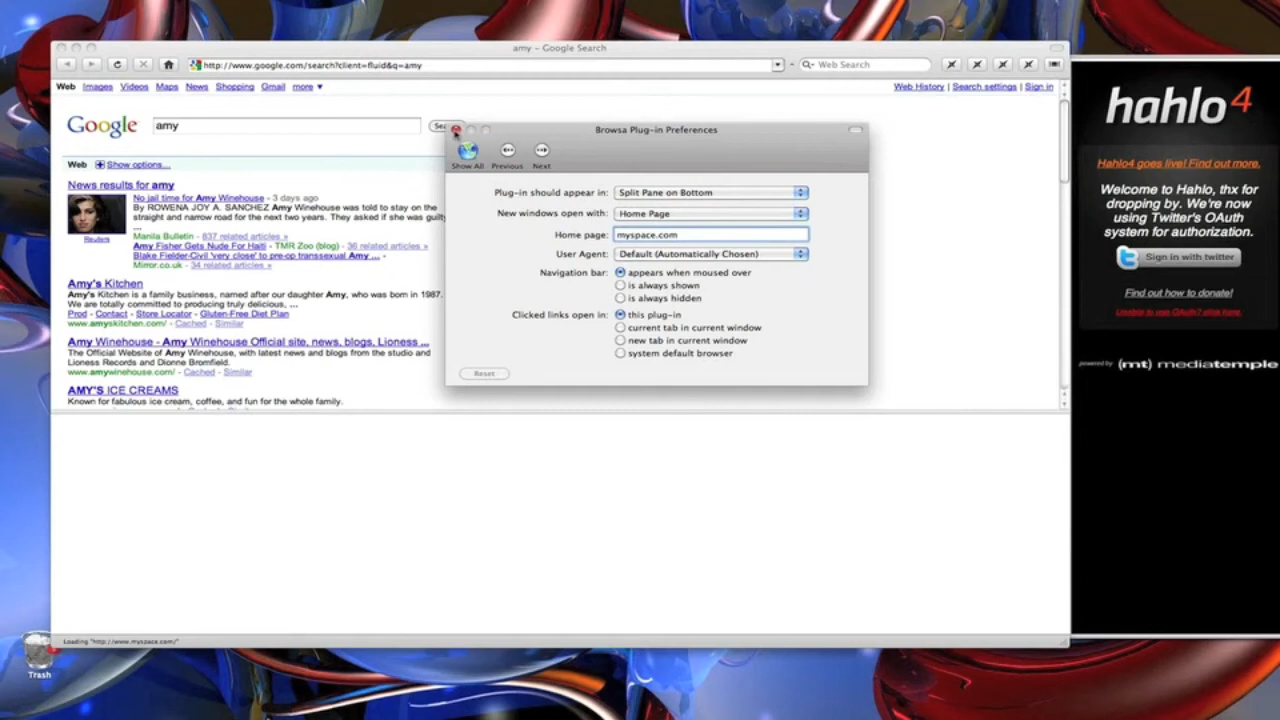 amy – Google Search
http://www.google.com/search?client=fluid&q=amy
Web Search
Web Images Videos Maps News Shopping Gmail more ▼
Web History | Search settings | Sign in
Google
amy
Web Show options...
News results for amy
No jail time for Amy Winehouse - 3 days ago
By ROWENA JOY A. SANCHEZ Amy Winehouse was told to stay on the
straight and narrow road for the next two years. They asked if she was guilty
...
Manila Bulletin - 837 related articles »
Amy Fisher Gets Nude For Haiti - TMR Zoo (blog) - 36 related articles »
Blake Fielder-Civil 'very close' to pre-op transsexual Amy ... -
Mirror.co.uk - 34 related articles »
Reuters
Amy's Kitchen
Amy's Kitchen is a family business, named after our daughter Amy, who was born in 1987.
We are totally committed to producing truly delicious, ...
Prod - Contact - Store Locator - Gluten-Free Diet Plan
www.amyskitchen.com/ - Cached - Similar
Amy Winehouse - Amy Winehouse Official site, news, blogs, Lioness ...
The Official Website of Amy Winehouse, with latest news and blogs from the studio and
Lioness Records and Dionne Bromfield.
www.amywinehouse.com/ - Cached - Similar
AMY'S ICE CREAMS
Known for fabulous ice cream, coffee, and fun for the whole family.
Browsa Plug-in Preferences
Show All Previous Next
Plug-in should appear in: Split Pane on Bottom
New windows open with: Home Page
Home page: myspace.com
User Agent: Default (Automatically Chosen)
Navigation bar: appears when moused over
is always shown
is always hidden
Clicked links open in: this plug-in
current tab in current window
new tab in current window
system default browser
Reset
Loading "http://www.myspace.com/"
Trash
hahlo4
Hahlo4 goes live! Find out more.
Welcome to Hahlo, thx for
dropping by. We're now
using Twitter's OAuth
system for authorization.
Sign in with twitter
Find out how to donate!
Unable to use OAuth? click here.
powered by (mt) mediatemple